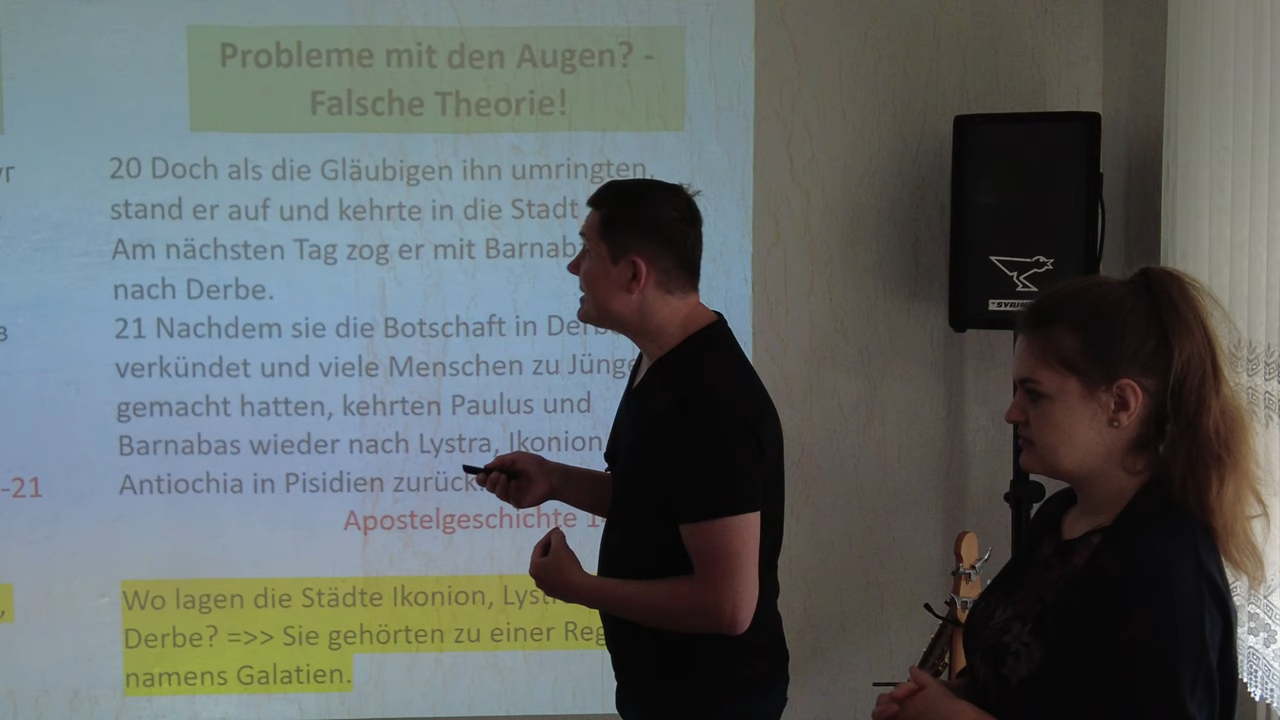 Probleme mit den Augen? -
Falsche Theorie!
20 Doch als die Gläubigen ihn umringten,
stand er auf und kehrte in die Stadt
Am nächsten Tag zog er mit
nach Derbe.
21 Nachdem sie die Botschaft in
verkündet und viele Menschen zu
gemacht hatten, kehrten Paulus und
Barnabas wieder nach Lystra, Ikonion
Antiochia in Pisidien zurück.
-21
Apostelgeschichte
Wo lagen die Städte Ikonion,
Derbe? =>> Sie gehörten zu einer
namens Galatien.